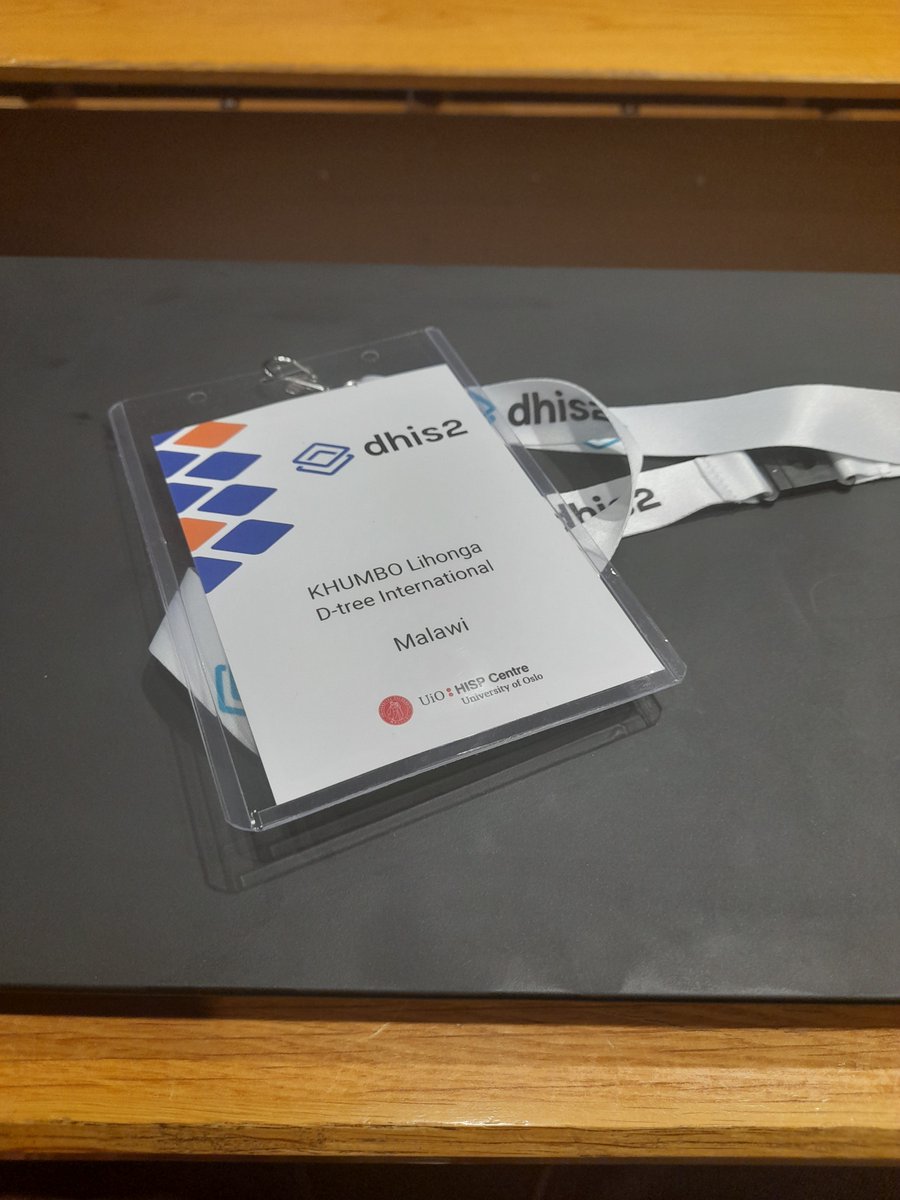 dhis2
KHUMBO Lihonga
D-tree International
Malawi
UiO: HISP Centre
University of Oslo
dhis2
dhis2